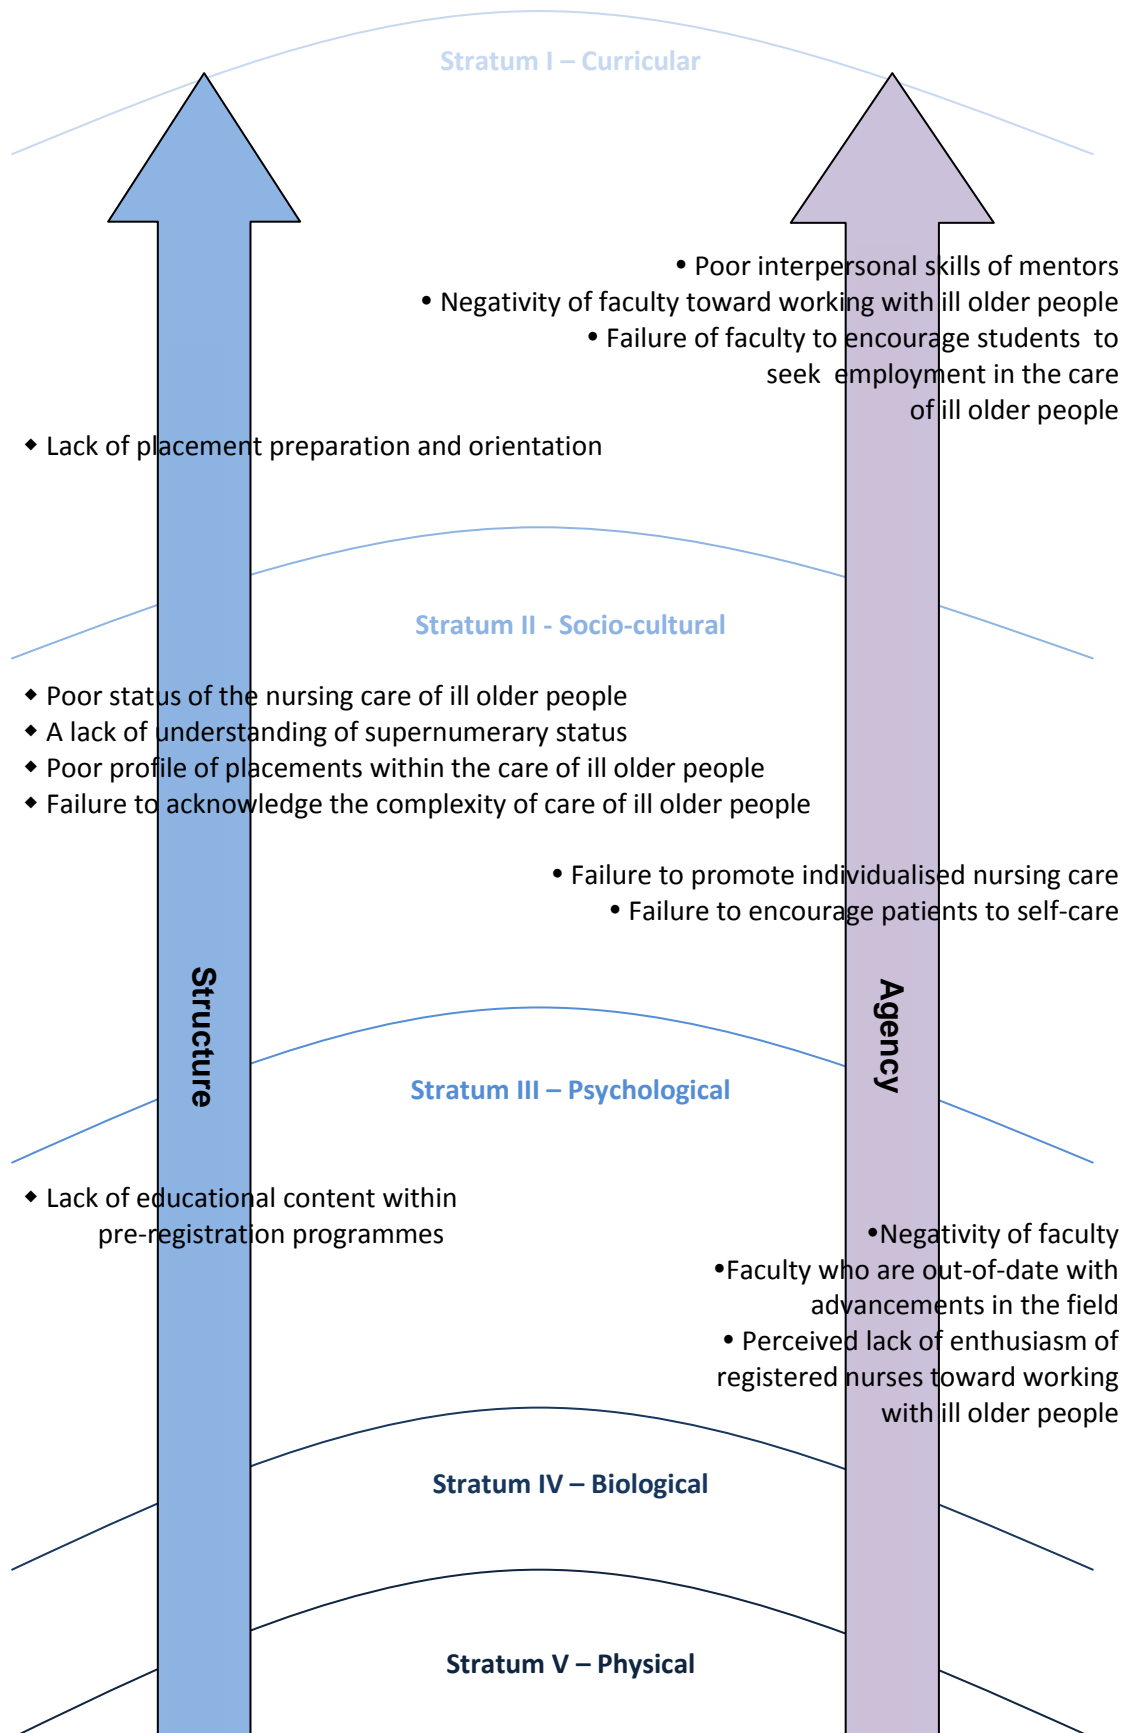 Stratum I – Curricular
• Poor interpersonal skills of mentors
• Negativity of faculty toward working with ill older people
• Failure of faculty to encourage students  to
seek  employment in the care
of ill older people
◆ Lack of placement preparation and orientation
Stratum II - Socio-cultural
◆ Poor status of the nursing care of ill older people
◆ A lack of understanding of supernumerary status
◆ Poor profile of placements within the care of ill older people
◆ Failure to acknowledge the complexity of care of ill older people
• Failure to promote individualised nursing care
• Failure to encourage patients to self-care
Structure
Agency
Stratum III – Psychological
◆ Lack of educational content within
pre-registration programmes
•Negativity of faculty
•Faculty who are out-of-date with
advancements in the field
• Perceived lack of enthusiasm of
registered nurses toward working
with ill older people
Stratum IV – Biological
Stratum V – Physical